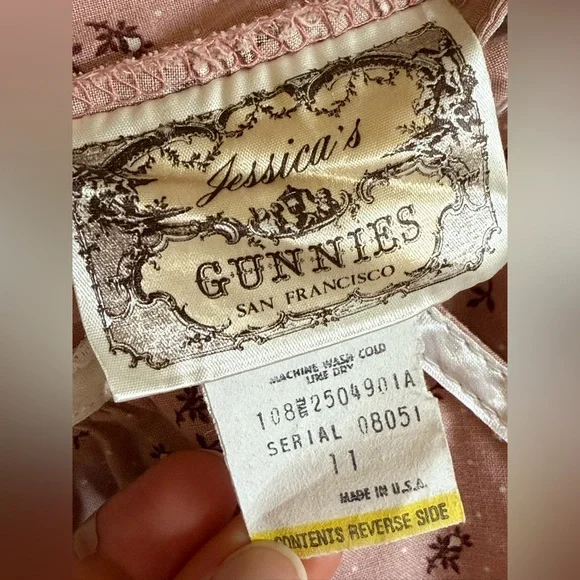 Jessica's
GUNNIES
SAN FRANCISCO
MACHINE WASH COLD
LINE DRY
108 2504901A
SERIAL 08051
11
MADE IN U.S.A.
CONTENTS REVERSE SIDE